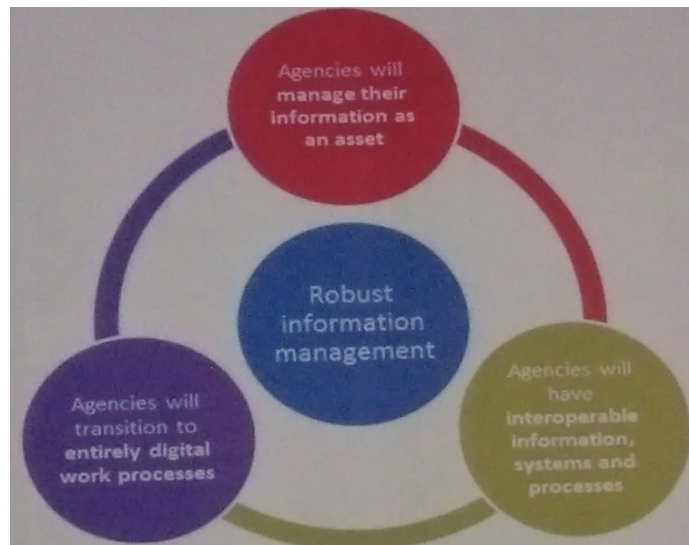 Agencies will
manage their
information as
an asset
Robust
information
management
Agencies will
transition to
entirely digital
work processes
Agencies will
have
interoperable
information,
systems and
processes